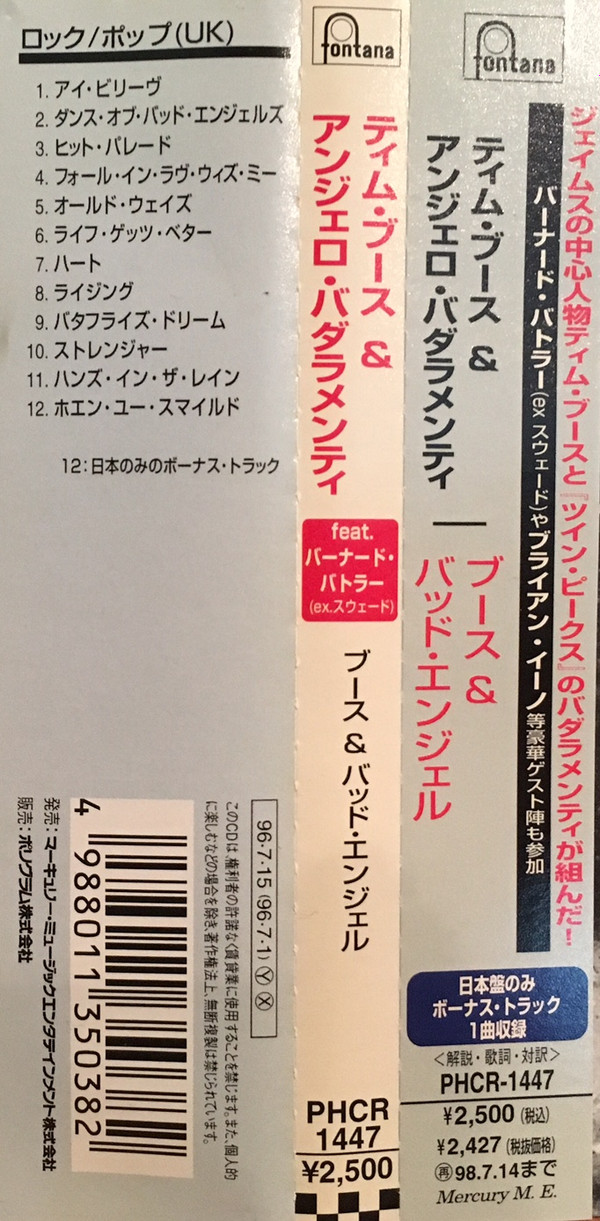 ロック/ポップ(UK)
1. アイ・ビリーヴ
2. ダンス・オブ・バッド・エンジェルズ
3. ヒット・パレード
4. フォール・イン・ラヴ・ウィズ・ミー
5. オールド・ウェイズ
6. ライフ・ゲッツ・ベター
7. ハート
8. ライジング
9. バタフライズ・ドリーム
10. ストレンジャー
11. ハンズ・イン・ザ・レイン
12. ホエン・ユー・スマイルド
12:日本のみのボーナス・トラック
96・7・15 (96・7・1) Ⓨ Ⓧ
このCDは、権利者の許諾なく賃貸業に使用することを禁じます。また、個人的
に楽しむなどの場合を除き、著作権法上、無断複製は禁じられています。
4 988011 350382
発売:マーキュリー・ミュージックエンタテインメント株式会社
販売:ポリグラム株式会社
fontana
ティム・ブース &
アンジェロ・バダラメンティ
feat.
バーナード・
バトラー
(ex.スウェード)
ブース & バッド・エンジェル
PHCR
1447
¥2,500
fontana
ジェイムスの中心人物ティム・ブースと『ツイン・ピークス』のバダラメンティが組んだ!
バーナード・バトラー(ex スウェード)やブライアン・イーノ等豪華ゲスト陣も参加
ティム・ブース &
アンジェロ・バダラメンティ
ブース &
バッド・エンジェル
日本盤のみ
ボーナス・トラック
1曲収録
<解説・歌詞・対訳>
PHCR-1447
¥2,500 (税込)
¥2,427 (税抜価格)
㊢98.7.14まで
Mercury M. E.